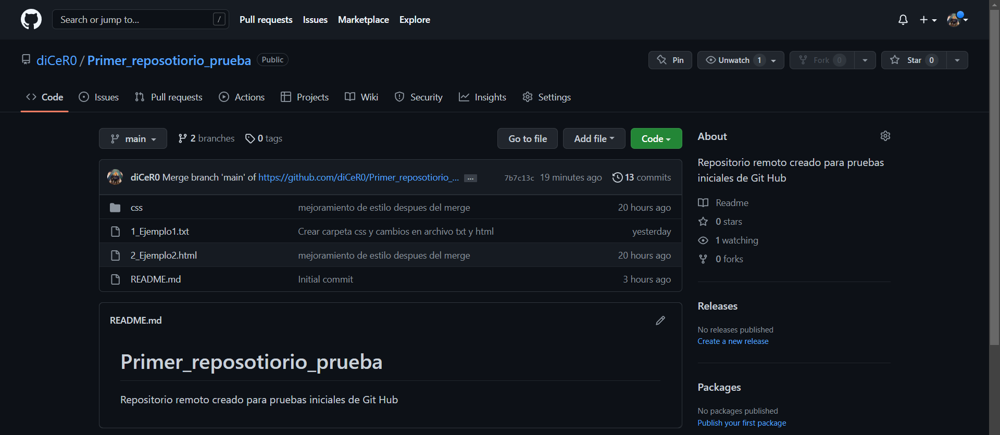 Search or jump to... / Pull requests Issues Marketplace Explore
diCeR0 / Primer_reposotiorio_prueba Public Pin Unwatch 1 Fork 0 Star 0
Code Issues Pull requests Actions Projects Wiki Security Insights Settings
main 2 branches 0 tags Go to file Add file Code
diCeR0 Merge branch 'main' of https://github.com/diCeR0/Primer_reposotiorio_... ... 7b7c13c 19 minutes ago 13 commits
css mejoramiento de estilo despues del merge 20 hours ago
1_Ejemplo1.txt Crear carpeta css y cambios en archivo txt y html yesterday
2_Ejemplo2.html mejoramiento de estilo despues del merge 20 hours ago
README.md Initial commit 3 hours ago
README.md
Primer_reposotiorio_prueba
Repositorio remoto creado para pruebas iniciales de Git Hub
About
Repositorio remoto creado para pruebas
iniciales de Git Hub
Readme
0 stars
1 watching
0 forks
Releases
No releases published
Create a new release
Packages
No packages published
Publish your first package